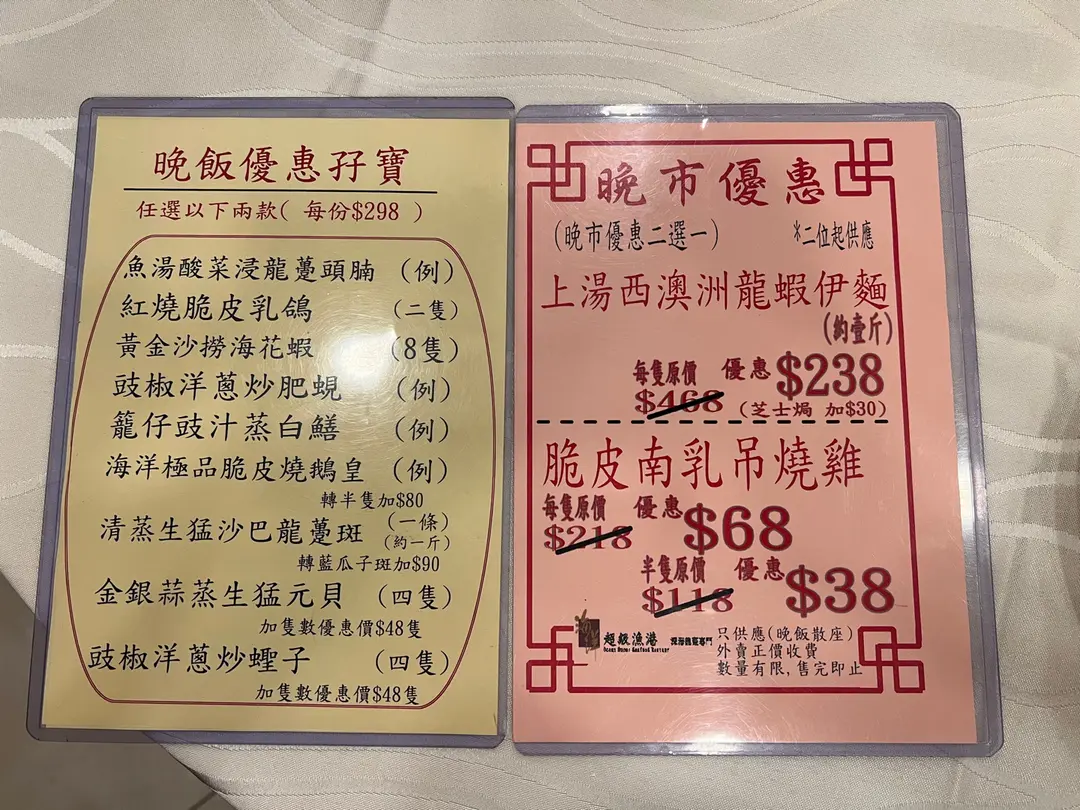 晚飯優惠孖寶
任選以下兩款( 每份$298 )
魚湯酸菜浸龍躉頭腩 (例)
紅燒脆皮乳鴿 (二隻)
黃金沙撈海花蝦 (8隻)
豉椒洋蔥炒肥蜆 (例)
籠仔豉汁蒸白鱔 (例)
海洋極品脆皮燒鵝皇 (例)
轉半隻加$80
清蒸生猛沙巴龍躉斑 (一條)
(約一斤)
轉藍瓜子斑加$90
金銀蒜蒸生猛元貝 (四隻)
加隻數優惠價$48隻
豉椒洋蔥炒蟶子 (四隻)
加隻數優惠價$48隻
晚市優惠
(晚市優惠二選一) *二位起供應
上湯西澳洲龍蝦伊麵
(約壹斤)
每隻原價 優惠 $238
$468 (芝士焗 加$30)
脆皮南乳吊燒雞
每隻原價 優惠 $68
$218
半隻原價 優惠 $38
$118
超級漁港
只供應(晚飯散座)
外賣正價收費
數量有限,售完即止